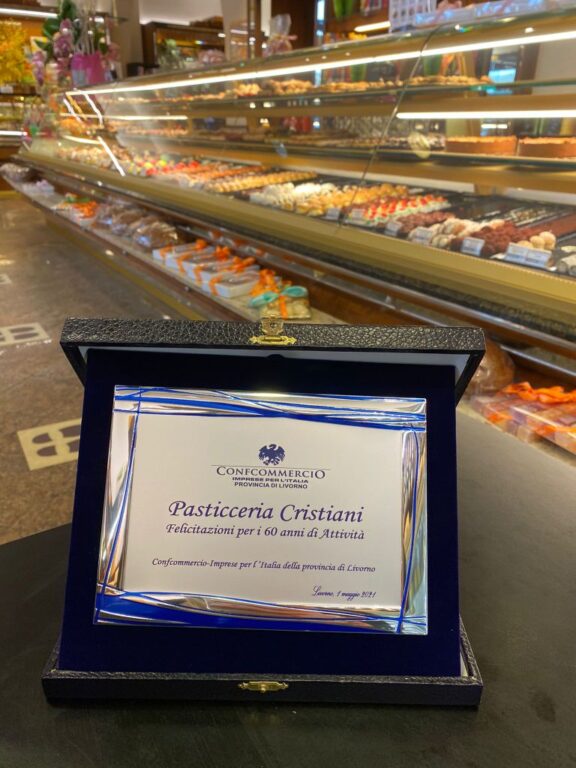 CONFCOMMERCIO
IMPRESE PER L'ITALIA
PROVINCIA DI LIVORNO
Pasticceria Cristiani
Felicitazioni per i 60 anni di Attività
Confcommercio-Imprese per l'Italia della provincia di Livorno
Livorno, 1 maggio 2021